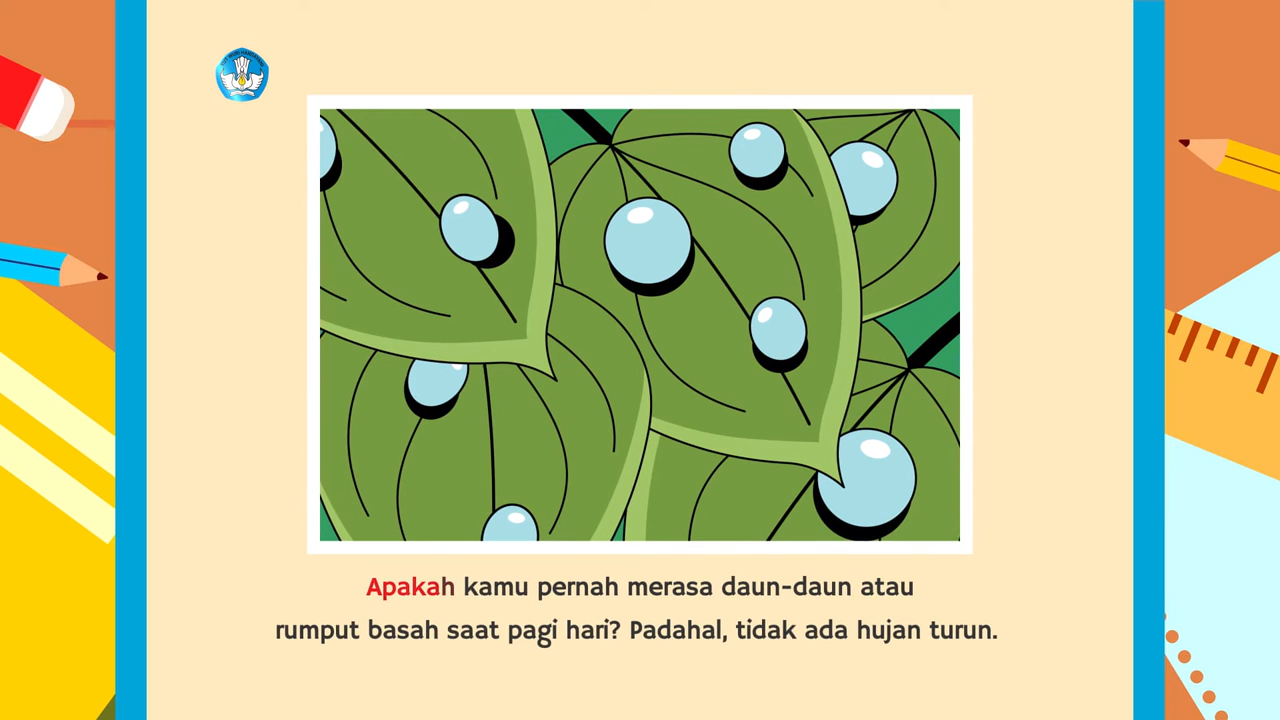 Apakah kamu pernah merasa daun-daun atau
rumput basah saat pagi hari? Padahal, tidak ada hujan turun.